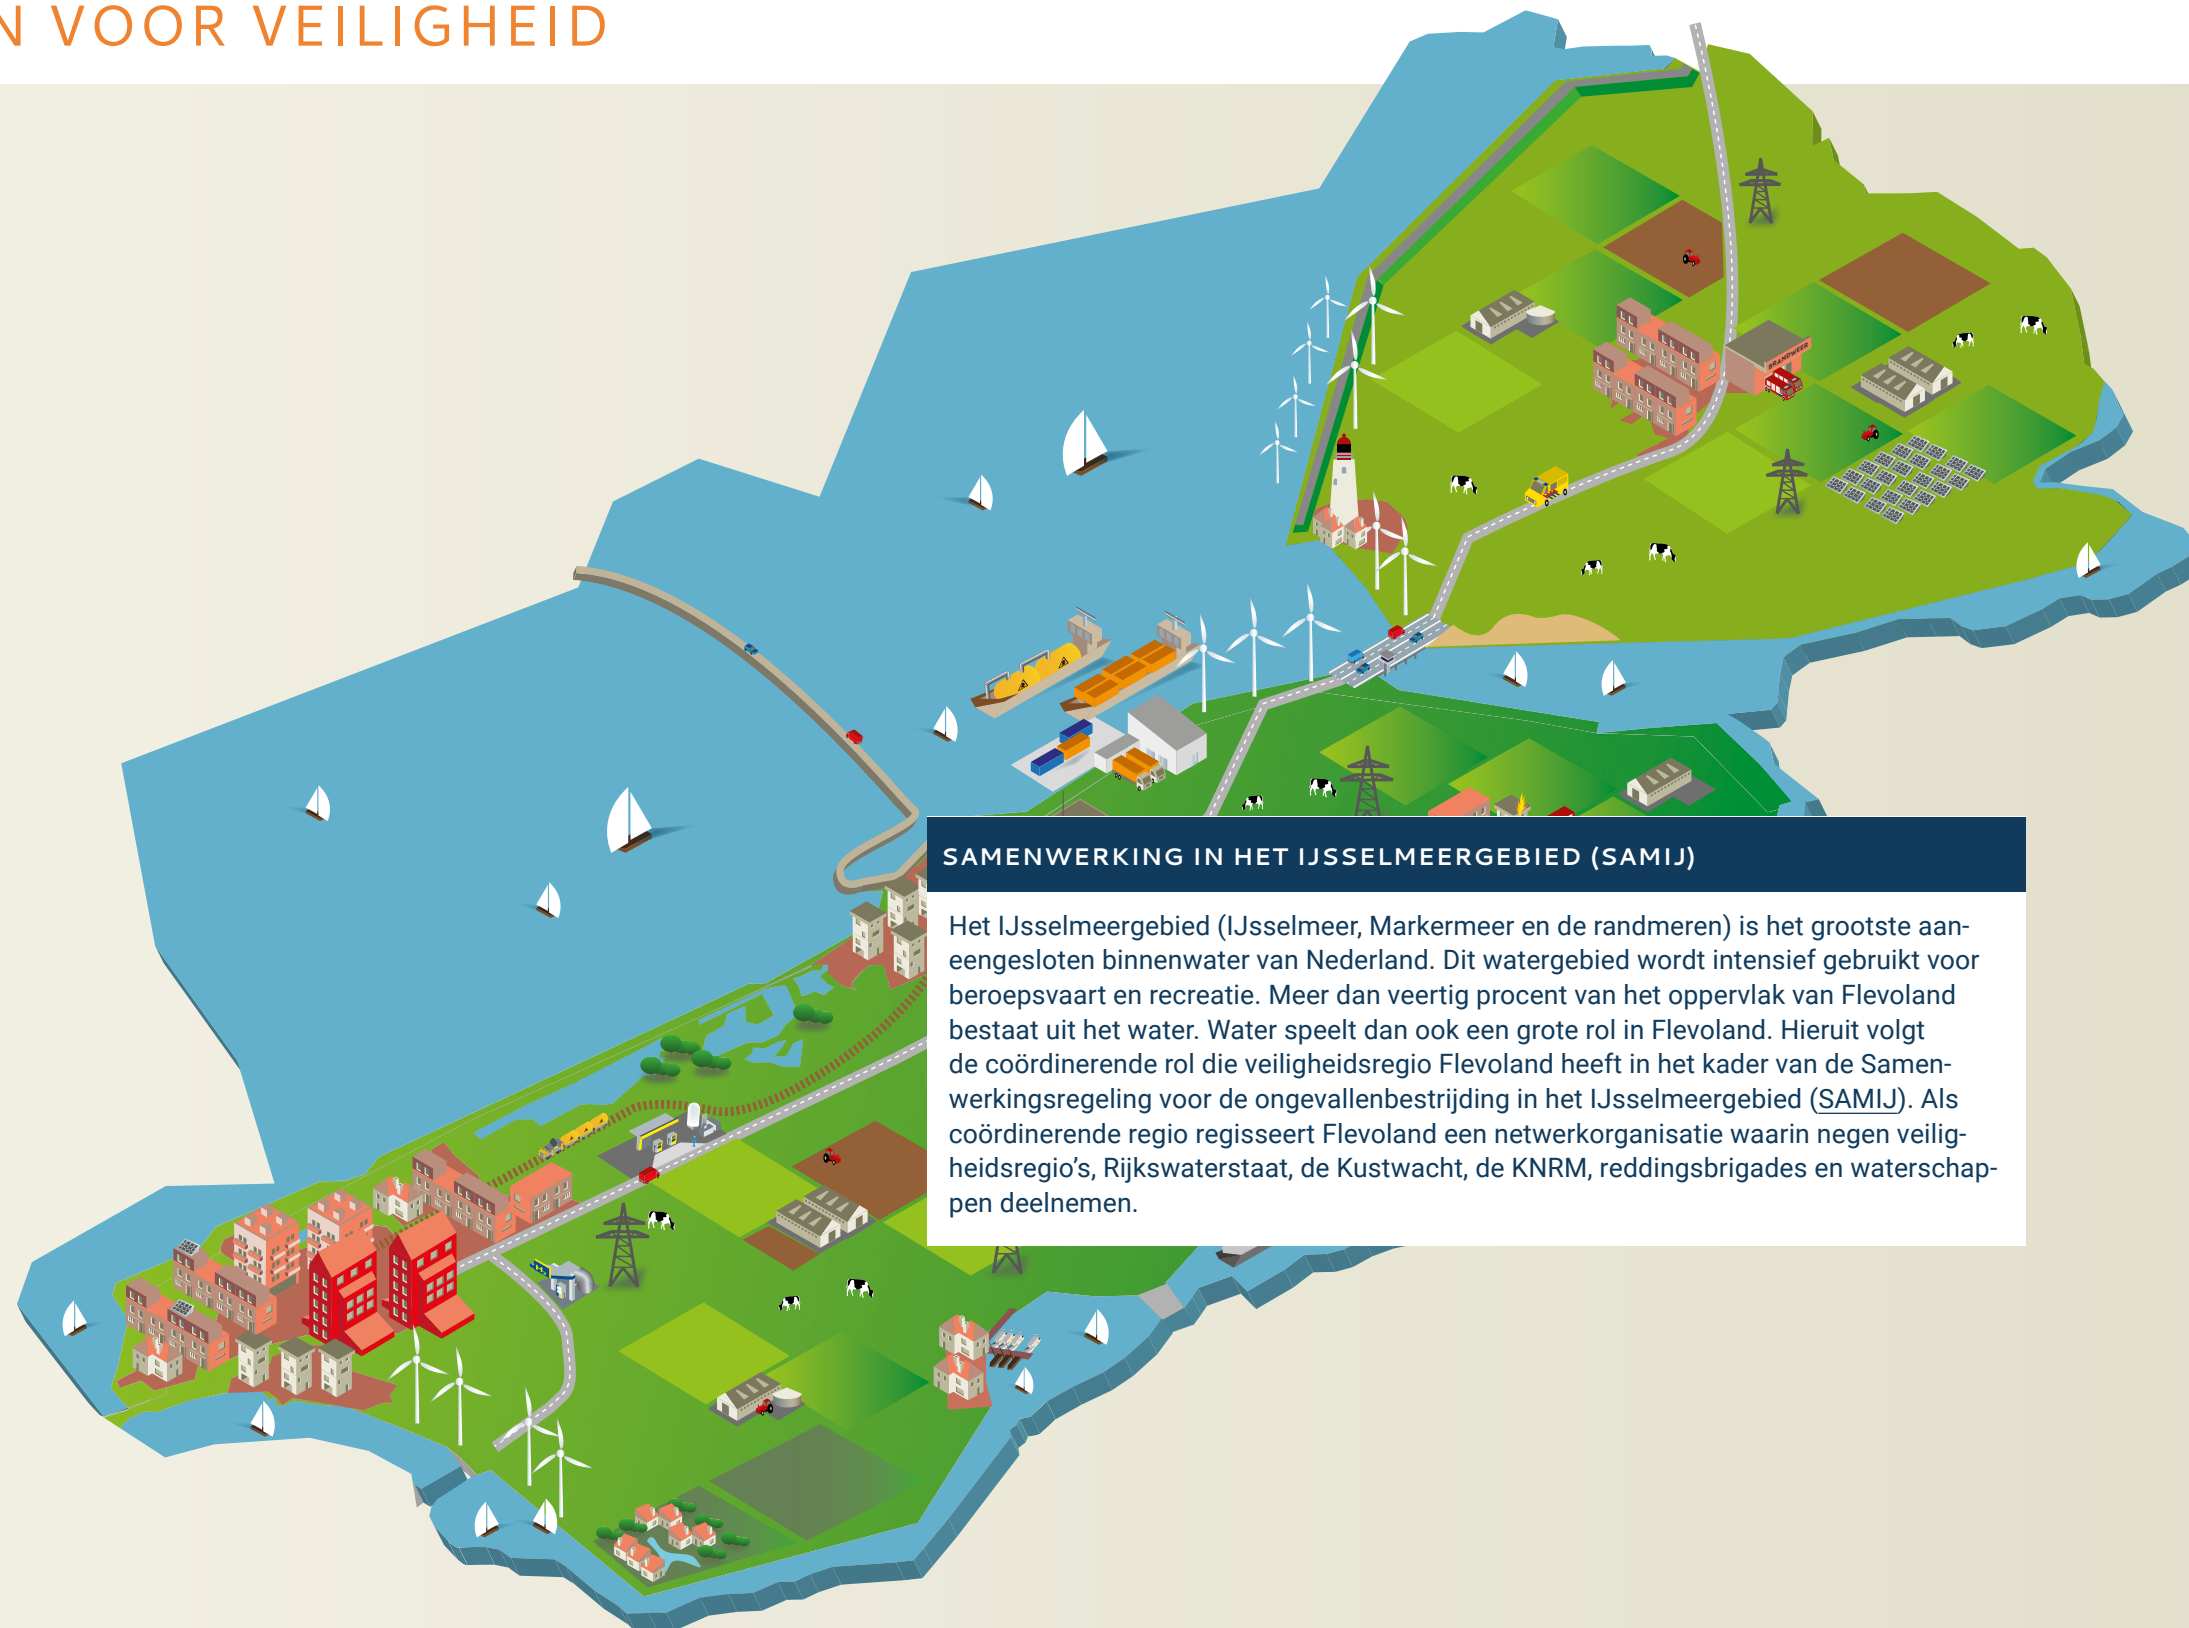 N VOOR VEILIGHEID
BRANDWEER
SAMENWERKING IN HET IJSSELMEERGEBIED (SAMIJ)
Het IJsselmeergebied (IJsselmeer, Markermeer en de randmeren) is het grootste aan-
eengesloten binnenwater van Nederland. Dit watergebied wordt intensief gebruikt voor
beroepsvaart en recreatie. Meer dan veertig procent van het oppervlak van Flevoland
bestaat uit het water. Water speelt dan ook een grote rol in Flevoland. Hieruit volgt
de coördinerende rol die veiligheidsregio Flevoland heeft in het kader van de Samen-
werkingsregeling voor de ongevallenbestrijding in het IJsselmeergebied (SAMIJ). Als
coördinerende regio regisseert Flevoland een netwerkorganisatie waarin negen veilig-
heidsregio’s, Rijkswaterstaat, de Kustwacht, de KNRM, reddingsbrigades en waterschap-
pen deelnemen.